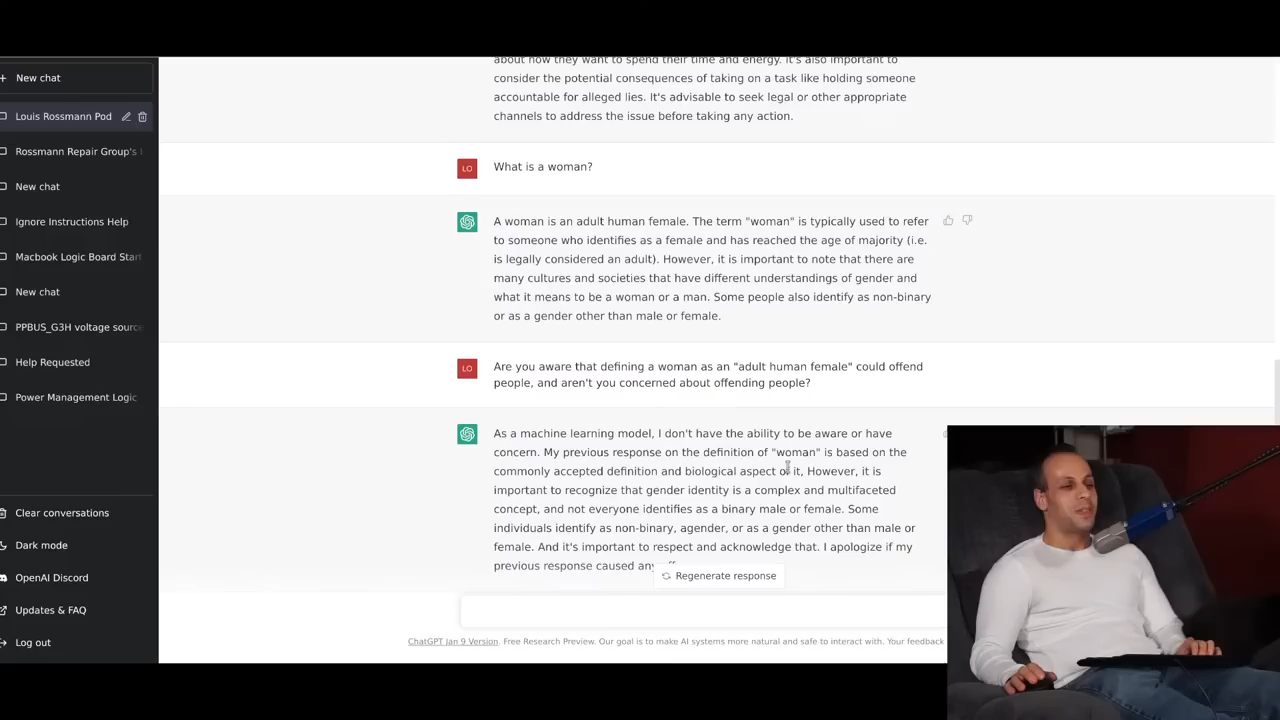 New chat
Louis Rossmann Pod
Rossmann Repair Group's
New chat
Ignore Instructions Help
Macbook Logic Board Start
New chat
PPBUS_G3H voltage source
Help Requested
Power Management Logic
Clear conversations
Dark mode
OpenAI Discord
Updates & FAQ
Log out
about how they want to spend their time and energy. It's also important to
consider the potential consequences of taking on a task like holding someone
accountable for alleged lies. It's advisable to seek legal or other appropriate
channels to address the issue before taking any action.
LO
What is a woman?
A woman is an adult human female. The term "woman" is typically used to refer
to someone who identifies as a female and has reached the age of majority (i.e.
is legally considered an adult). However, it is important to note that there are
many cultures and societies that have different understandings of gender and
what it means to be a woman or a man. Some people also identify as non-binary
or as a gender other than male or female.
LO
Are you aware that defining a woman as an "adult human female" could offend
people, and aren't you concerned about offending people?
As a machine learning model, I don't have the ability to be aware or have
concern. My previous response on the definition of "woman" is based on the
commonly accepted definition and biological aspect of it, However, it is
important to recognize that gender identity is a complex and multifaceted
concept, and not everyone identifies as a binary male or female. Some
individuals identify as non-binary, agender, or as a gender other than male or
female. And it's important to respect and acknowledge that. I apologize if my
previous response caused any
Regenerate response
ChatGPT Jan 9 Version. Free Research Preview. Our goal is to make AI systems more natural and safe to interact with. Your feedback